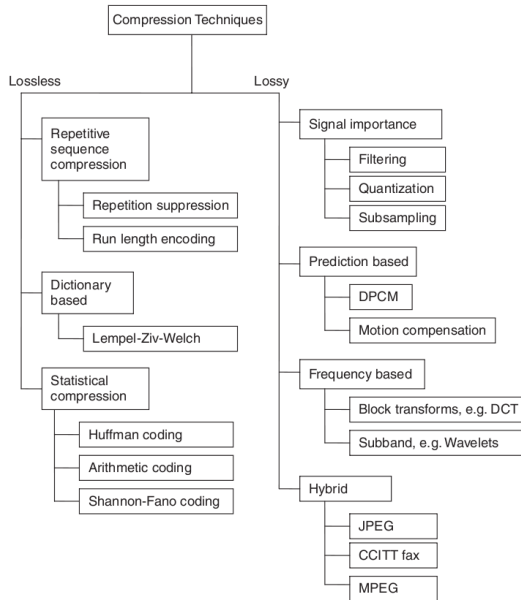 Compression Techniques
Lossless
Lossy
Repetitive
sequence
compression
Repetition suppression
Run length encoding
Dictionary
based
Lempel-Ziv-Welch
Statistical
compression
Huffman coding
Arithmetic coding
Shannon-Fano coding
Signal importance
Filtering
Quantization
Subsampling
Prediction based
DPCM
Motion compensation
Frequency based
Block transforms, e.g. DCT
Subband, e.g. Wavelets
Hybrid
JPEG
CCITT fax
MPEG